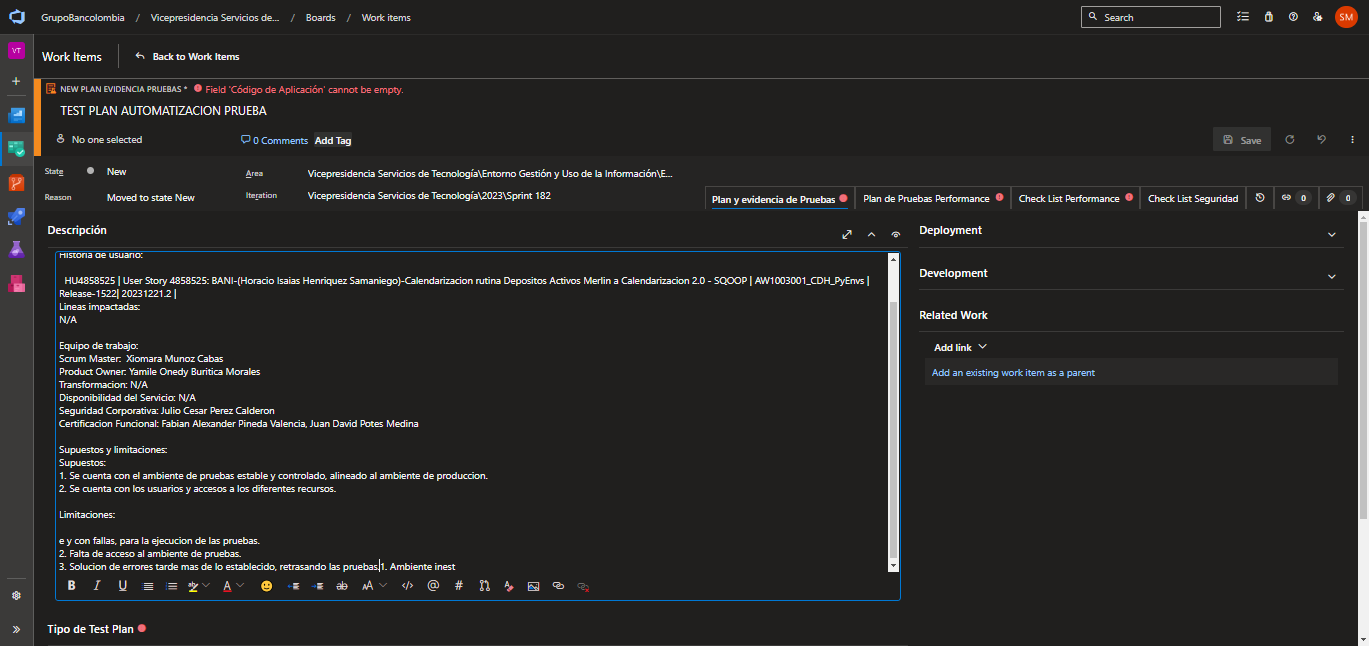 GrupoBancolombia / Vicepresidencia Servicios de... / Boards / Work items
Search
SM
VT
Work Items
Back to Work Items
NEW PLAN EVIDENCIA PRUEBAS * Field 'Código de Aplicación' cannot be empty.
TEST PLAN AUTOMATIZACION PRUEBA
No one selected
0 Comments
Add Tag
Save
State
New
Area
Vicepresidencia Servicios de Tecnología\Entorno Gestión y Uso de la Información\E...
Reason
Moved to state New
Iteration
Vicepresidencia Servicios de Tecnología\2023\Sprint 182
Plan y evidencia de Pruebas
Plan de Pruebas Performance
Check List Performance
Check List Seguridad
0
0
Descripción
Historia de usuario:
HU4858525 | User Story 4858525: BANI-(Horacio Isaias Henriquez Samaniego)-Calendarizacion rutina Depositos Activos Merlin a Calendarizacion 2.0 - SQOOP | AW1003001_CDH_PyEnvs |
Release-1522| 20231221.2 |
Lineas impactadas:
N/A
Equipo de trabajo:
Scrum Master: Xiomara Munoz Cabas
Product Owner: Yamile Onedy Buritica Morales
Transformacion: N/A
Disponibilidad del Servicio: N/A
Seguridad Corporativa: Julio Cesar Perez Calderon
Certificacion Funcional: Fabian Alexander Pineda Valencia, Juan David Potes Medina
Supuestos y limitaciones:
Supuestos:
1. Se cuenta con el ambiente de pruebas estable y controlado, alineado al ambiente de produccion.
2. Se cuenta con los usuarios y accesos a los diferentes recursos.
Limitaciones:
e y con fallas, para la ejecucion de las pruebas.
2. Falta de acceso al ambiente de pruebas.
3. Solucion de errores tarde mas de lo establecido, retrasando las pruebas.1. Ambiente inest
Tipo de Test Plan
Deployment
Development
Related Work
Add link
Add an existing work item as a parent